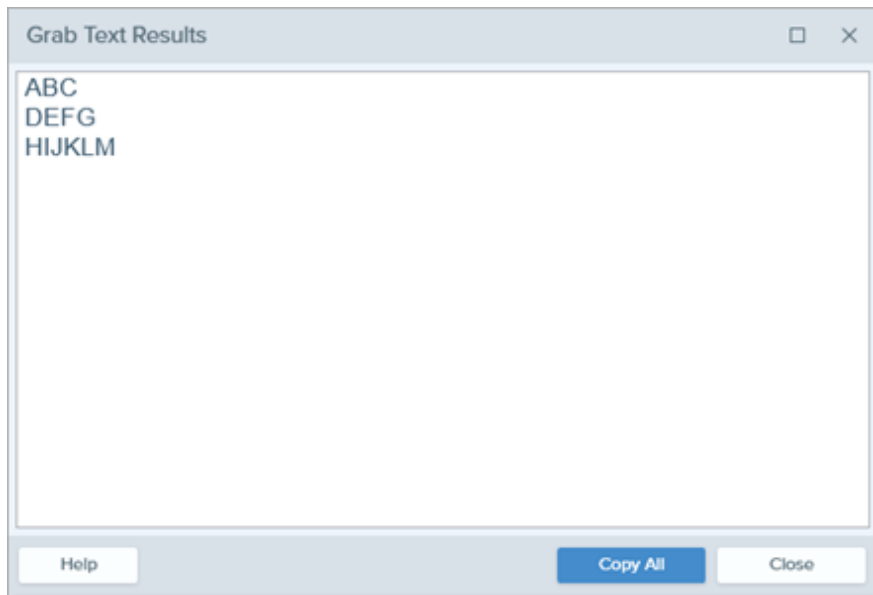 Grab Text Results
ABC
DEFG
HIJKLM
Help
Copy All
Close